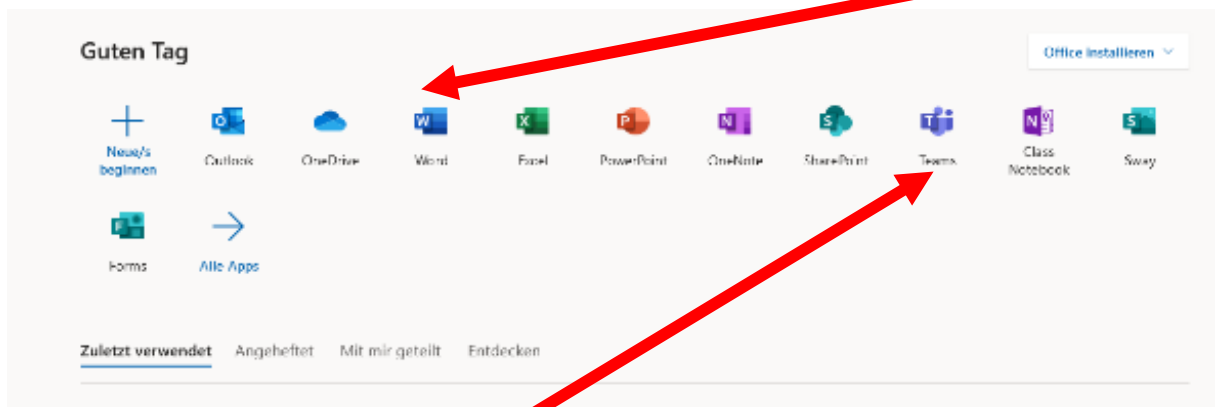 Guten Tag
Office installieren
Neue/s
beginnen
Outlook
OneDrive
Word
Excel
PowerPoint
OneNote
SharePoint
Teams
Class
Notebook
Sway
Forms
Alle Apps
Zuletzt verwendet Angeheftet Mit mir geteilt Entdecken